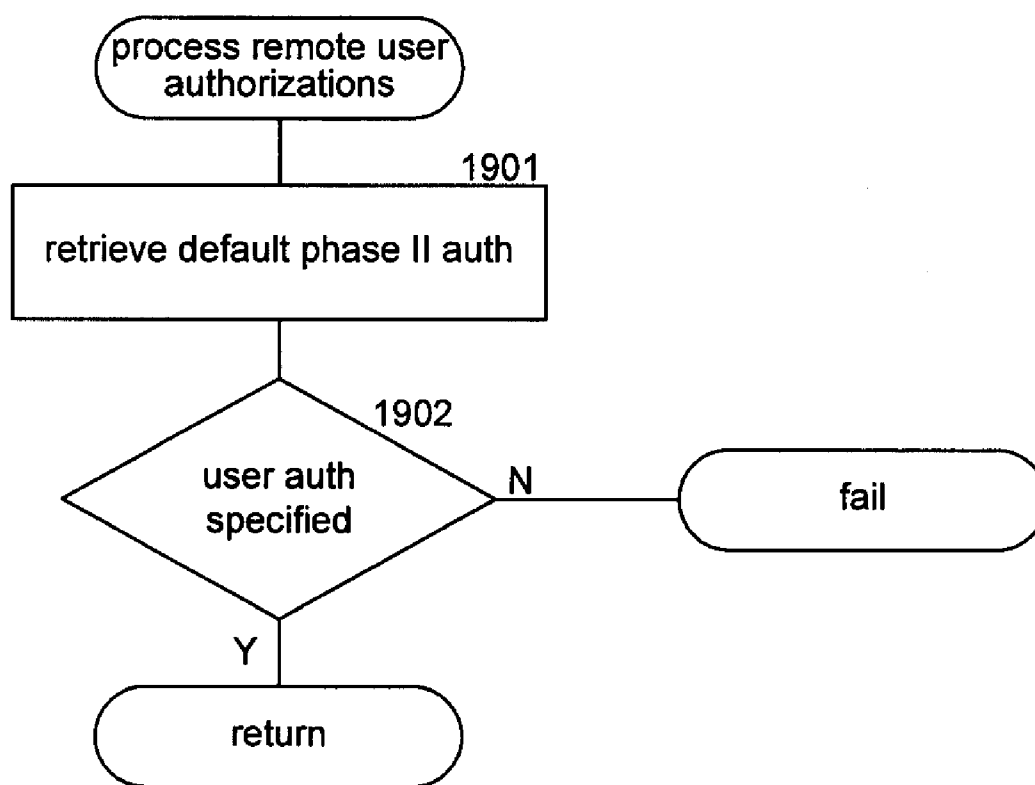 process remote user
authorizations
1901
retrieve default phase II auth
1902
user auth
specified
N
fail
Y
return